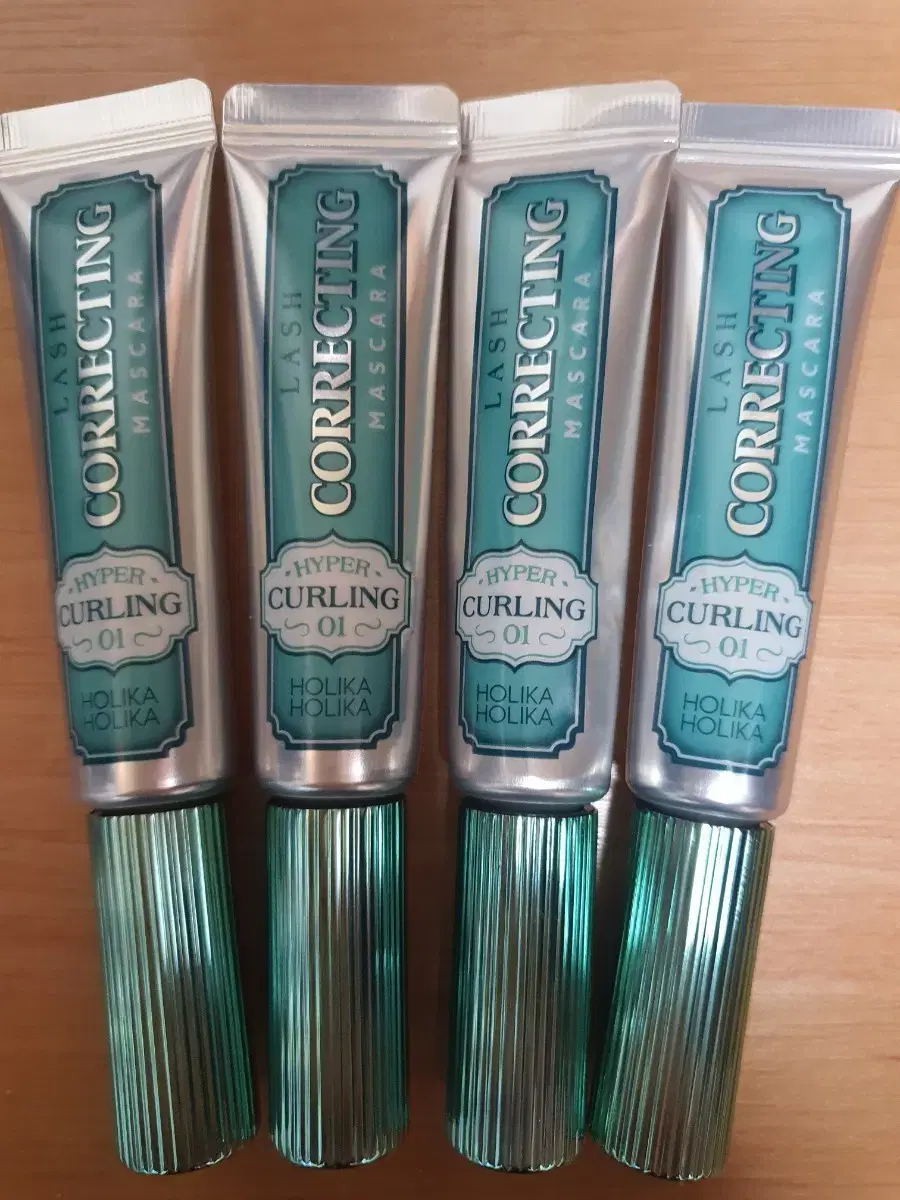 LASH
CORRECTING
MASCARA
HYPER
CURLING
01
HOLIKA
HOLIKA
LASH
CORRECTING
MASCARA
HYPER
CURLING
01
HOLIKA
HOLIKA
LASH
CORRECTING
MASCARA
HYPER
CURLING
01
HOLIKA
HOLIKA
LASH
CORRECTING
MASCARA
HYPER
CURLING
01
HOLIKA
HOLIKA